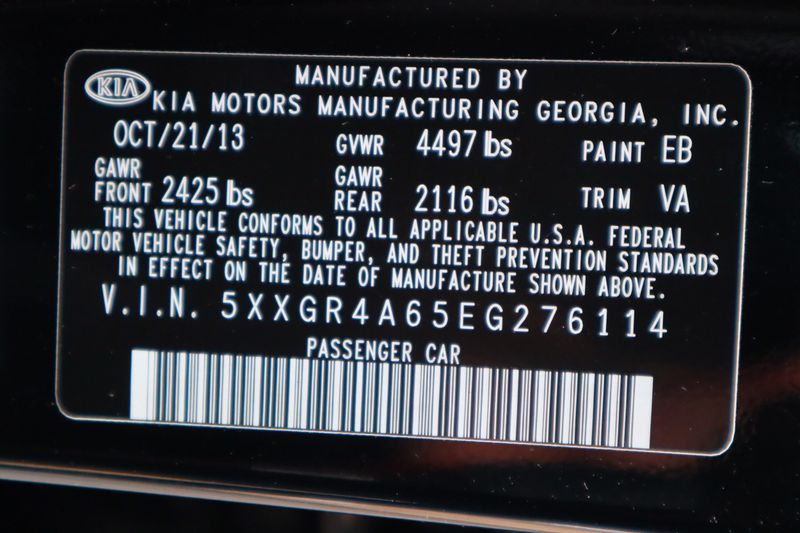 MANUFACTURED BY
KIA KIA MOTORS MANUFACTURING GEORGIA, INC.
OCT/21/13 GVWR 4497 lbs PAINT EB
GAWR FRONT 2425 lbs GAWR REAR 2116 lbs TRIM VA
THIS VEHICLE CONFORMS TO ALL APPLICABLE U.S.A. FEDERAL
MOTOR VEHICLE SAFETY, BUMPER, AND THEFT PREVENTION STANDARDS
IN EFFECT ON THE DATE OF MANUFACTURE SHOWN ABOVE.
V.I.N. 5XXGR4A65EG276114
PASSENGER CAR